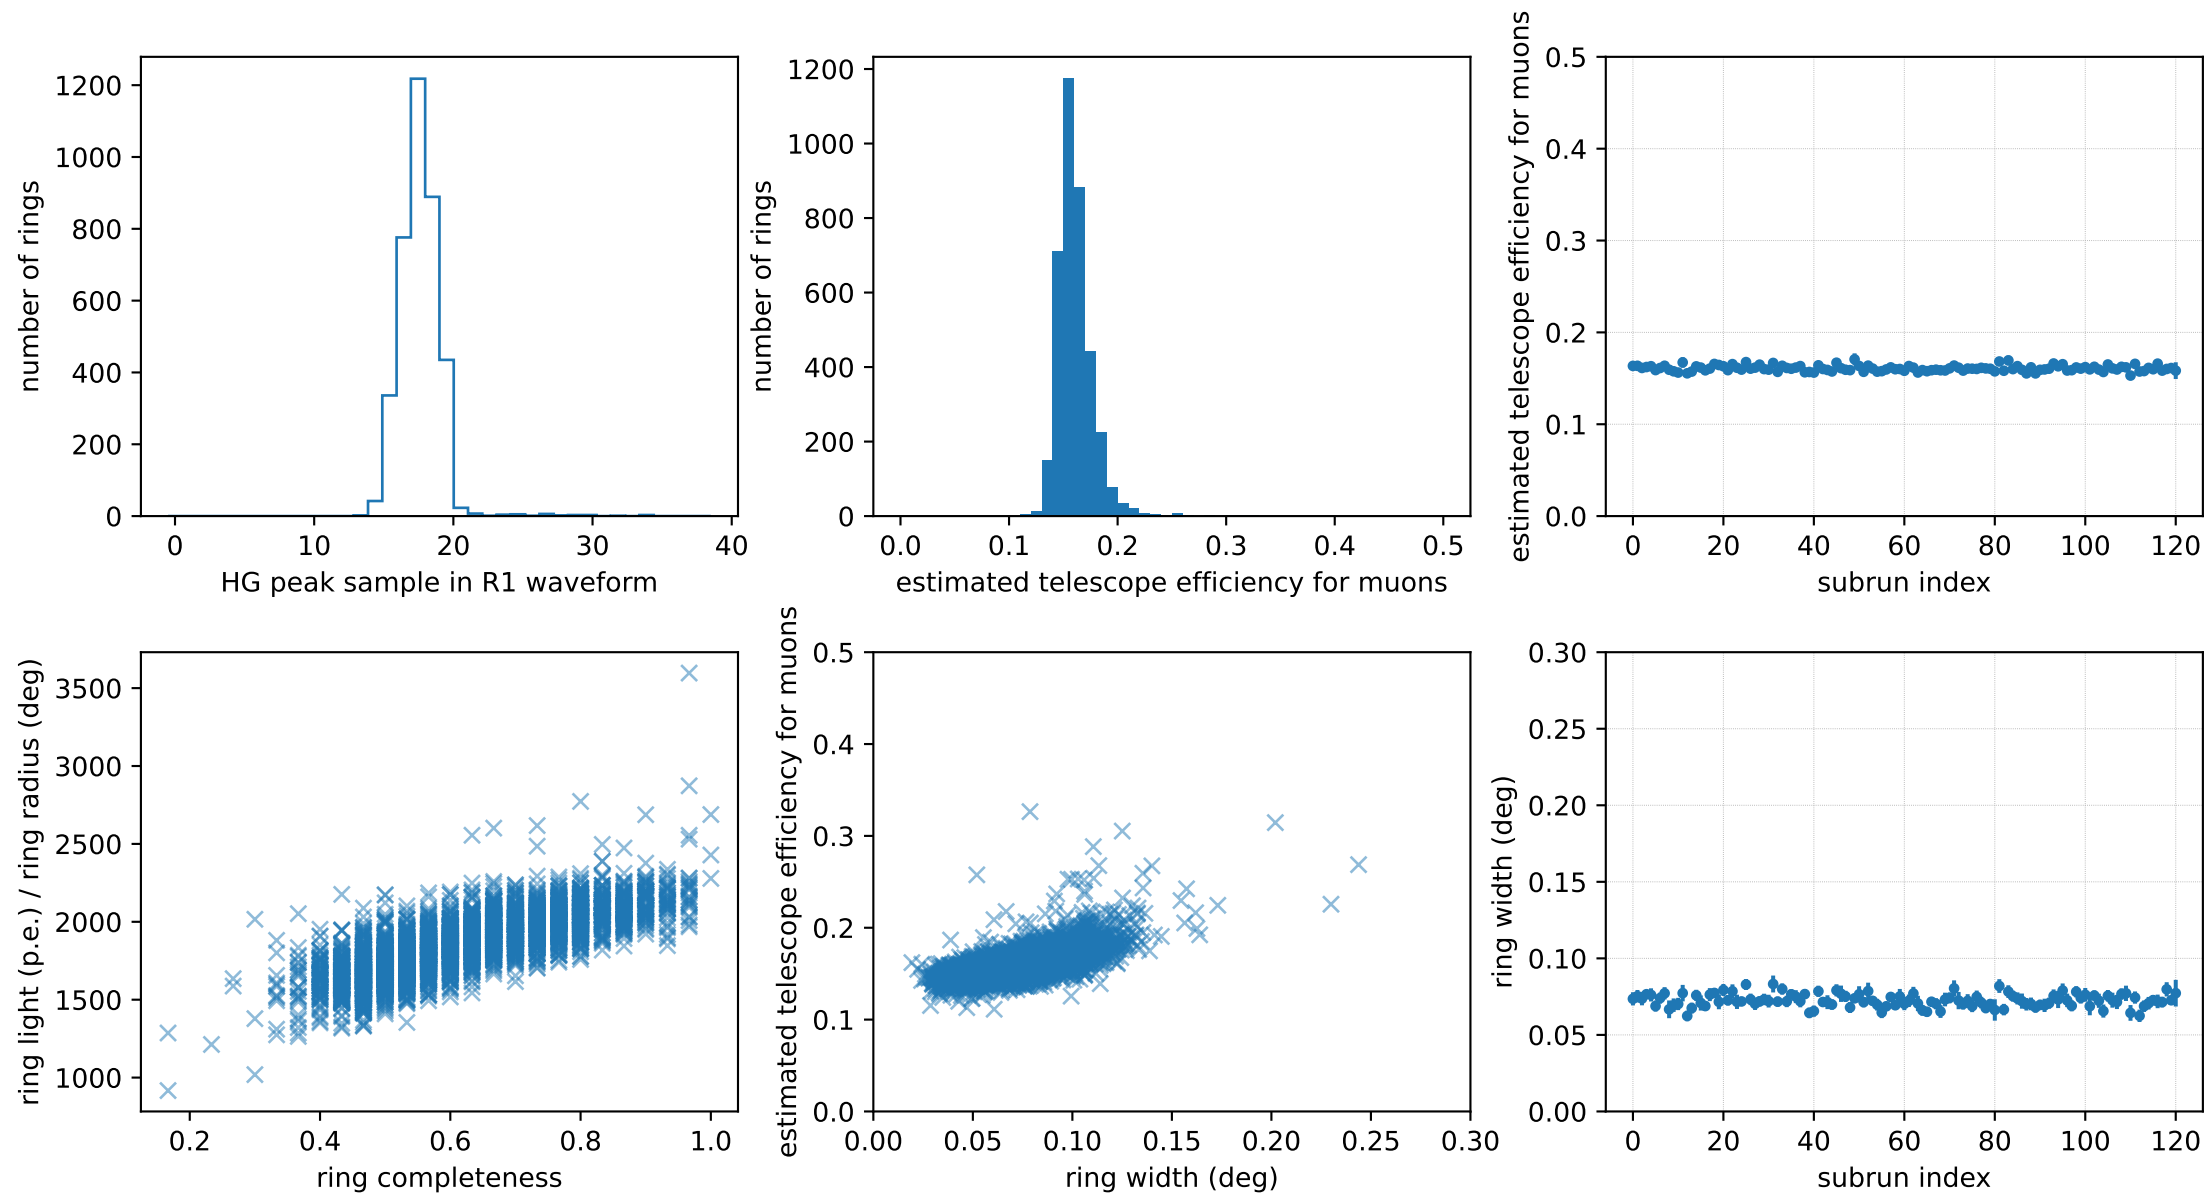 number of rings
1200
1000
800
600
400
200
0
0 10 20 30 40
HG peak sample in R1 waveform
number of rings
1200
1000
800
600
400
200
0
0.0 0.1 0.2 0.3 0.4 0.5
estimated telescope efficiency for muons
estimated telescope efficiency for muons
0.5
0.4
0.3
0.2
0.1
0.0
0 20 40 60 80 100 120
subrun index
ring light (p.e.) / ring radius (deg)
3500
3000
2500
2000
1500
1000
0.2 0.4 0.6 0.8 1.0
ring completeness
estimated telescope efficiency for muons
0.5
0.4
0.3
0.2
0.1
0.0
0.00 0.05 0.10 0.15 0.20 0.25 0.30
ring width (deg)
ring width (deg)
0.30
0.25
0.20
0.15
0.10
0.05
0.00
0 20 40 60 80 100 120
subrun index